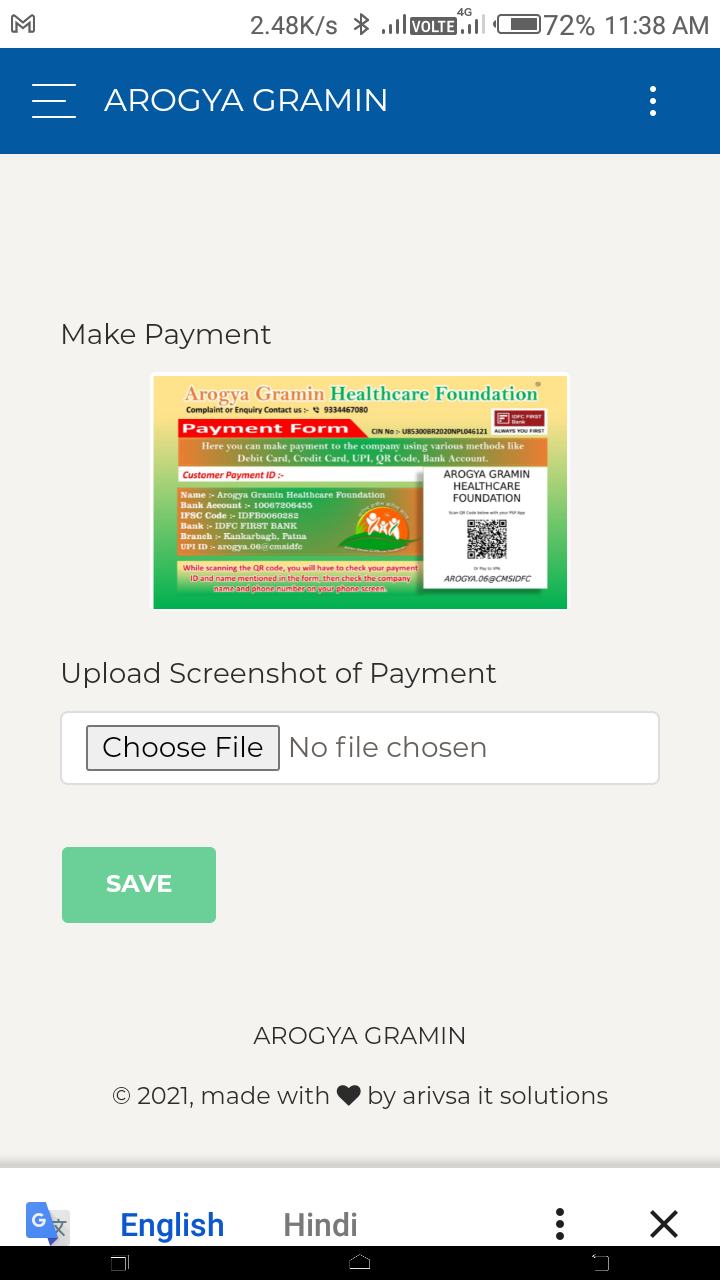 2.48K/s VOLTE 4G 72% 11:38 AM
AROGYA GRAMIN
Make Payment
Arogya Gramin Healthcare Foundation
Complaint or Enquiry Contact us :- 9334467080
Payment Form
CIN No :- U85300BR2020NPL046121
IDFC FIRST
Bank
ALWAYS YOU FIRST
Here you can make payment to the company using various methods like
Debit Card, Credit Card, UPI, QR Code, Bank Account.
Customer Payment ID :-
Name :- Arogya Gramin Healthcare Foundation
Bank Account :- 10067206455
IFSC Code :- IDFB0060282
Bank :- IDFC FIRST BANK
Branch :- Kankarbagh, Patna
UPI ID :- arogya.06@cmsidfc
AROGYA GRAMIN
HEALTHCARE
FOUNDATION
Scan QR Code below with your PSP App
Or Pay to VPA
AROGYA.06@CMSIDFC
While scanning the QR code, you will have to check your payment
ID and name mentioned in the form, then check the company
name and phone number on your phone screen.
Upload Screenshot of Payment
Choose File No file chosen
SAVE
AROGYA GRAMIN
© 2021, made with ♥ by arivsa it solutions
G 文 English Hindi